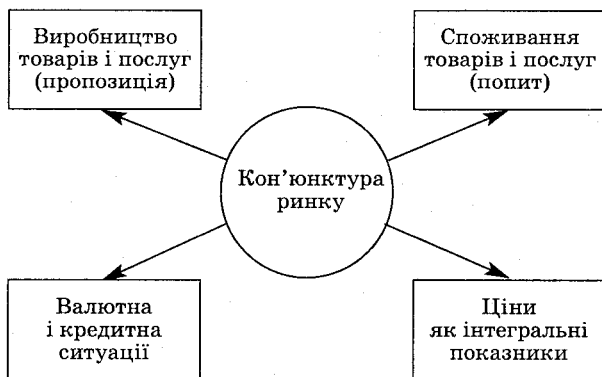 Виробництво
товарів і послуг
(пропозиція)
Споживання
товарів і послуг
(попит)
Кон’юнктура
ринку
Валютна
і кредитна
ситуації
Ціни
як інтегральні
показники